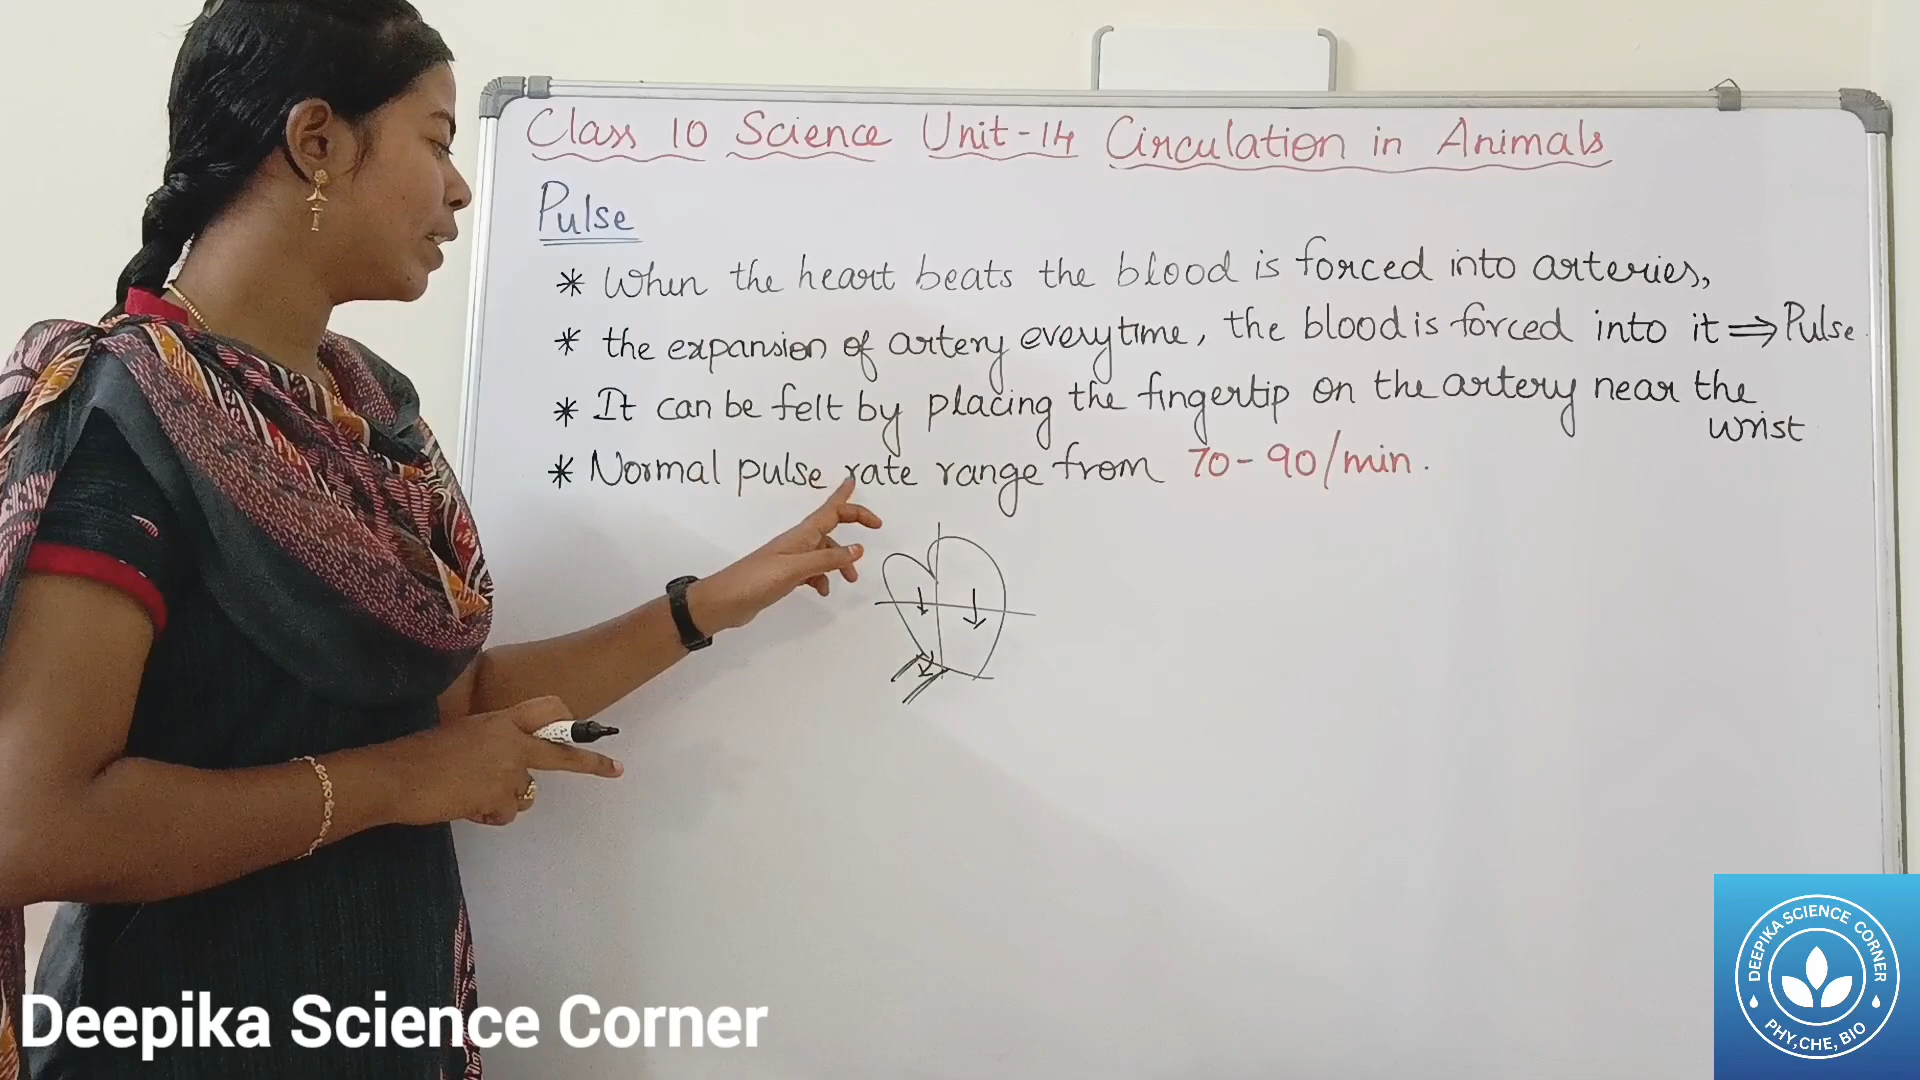 Class 10 Science Unit-14 Circulation in Animals
Pulse
* When the heart beats the blood is forced into arteries,
* the expansion of artery everytime, the blood is forced into it ⇒ Pulse.
* It can be felt by placing the fingertip on the artery near the
wrist
* Normal pulse rate range from 70-90/min.
DEEPIKA SCIENCE CORNER
PHY,CHE, BIO
Deepika Science Corner